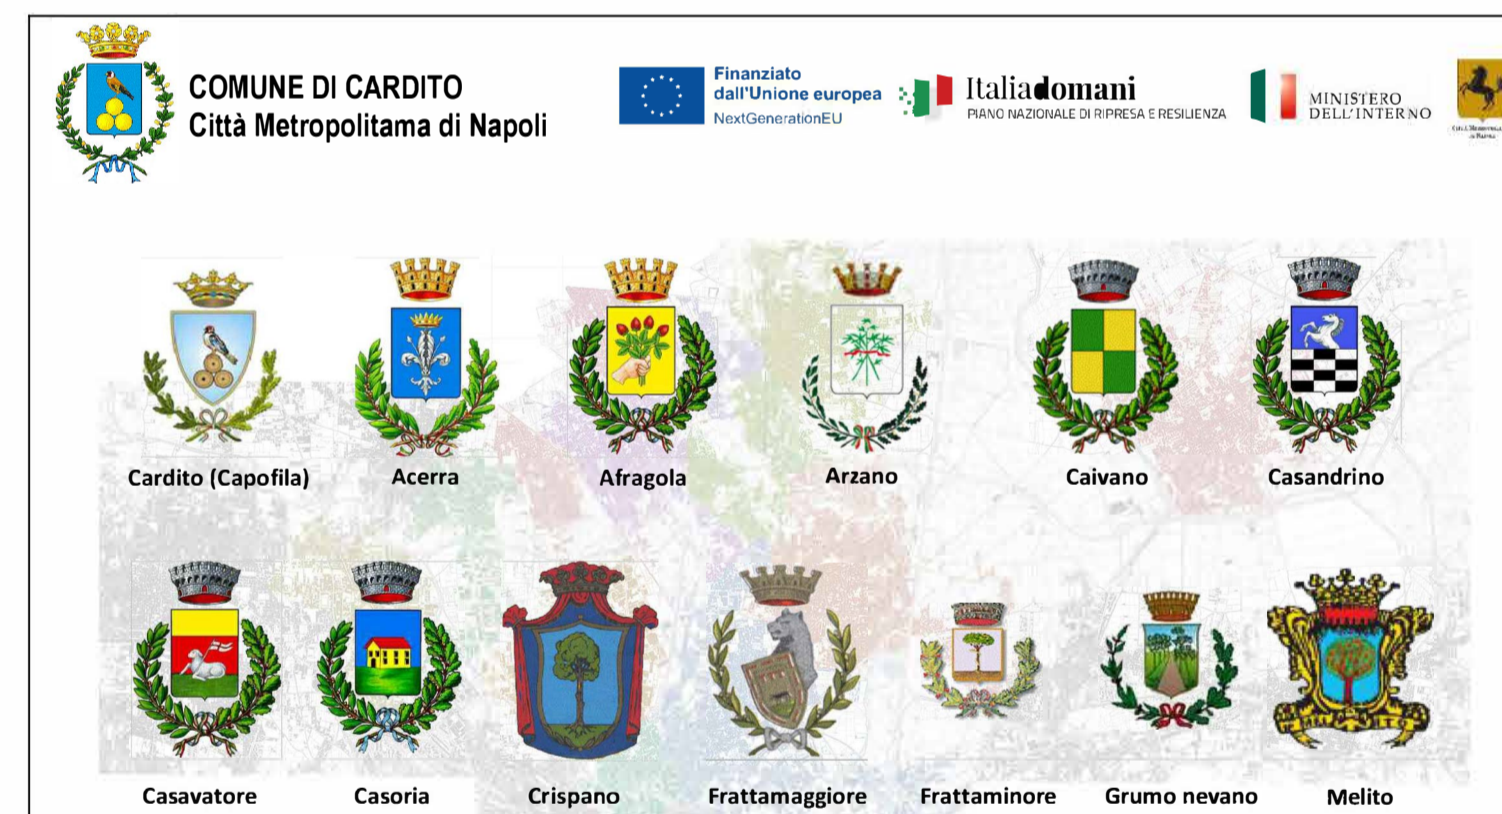 COMUNE DI CARDITO
Città Metropolitama di Napoli
Finanziato
dall'Unione europea
NextGenerationEU
Italiadomani
PIANO NAZIONALE DI RIPRESA E RESILIENZA
MINISTERO
DELL'INTERNO
Cardito (Capofila)
Acerra
Afragola
Arzano
Caivano
Casandrino
Casavatore
Casoria
Crispano
Frattamaggiore
Frattaminore
Grumo nevano
Melito